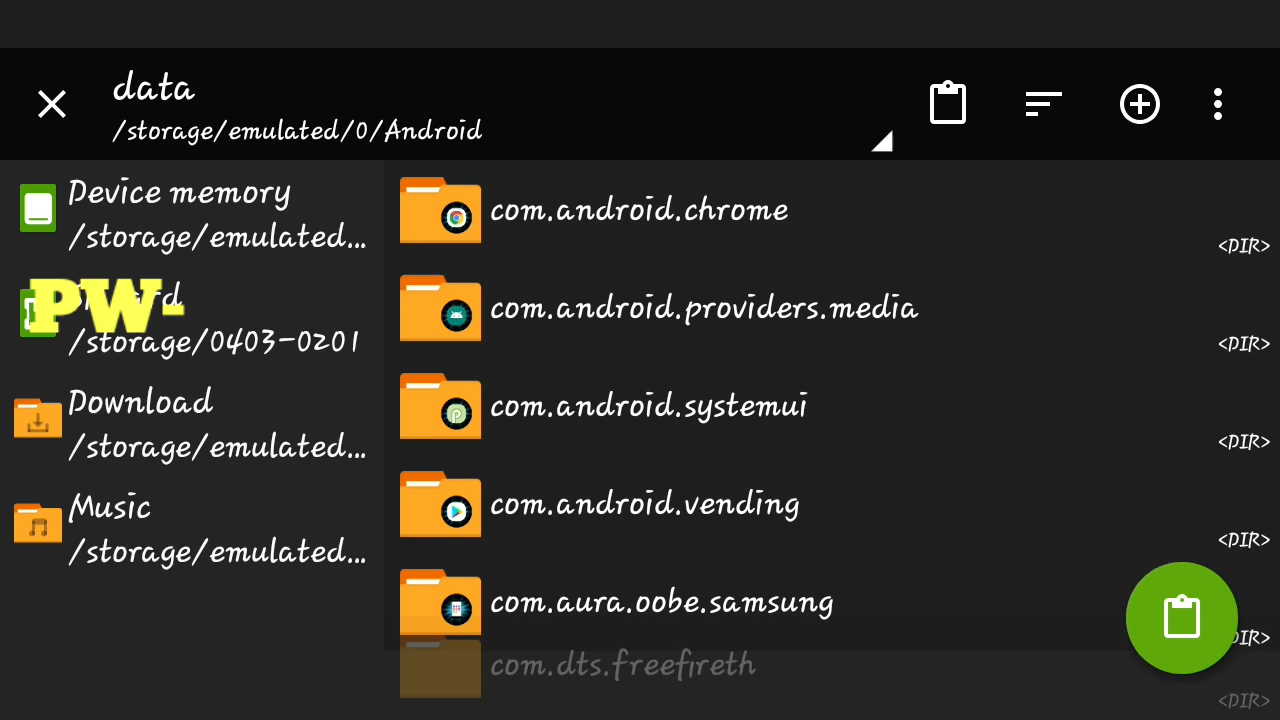 data
/storage/emulated/0/Android
Device memory
/storage/emulated...
PW-
/storage/0403-0201
Download
/storage/emulated...
Music
/storage/emulated...
com.android.chrome
<DIR>
com.android.providers.media
<DIR>
com.android.systemui
<DIR>
com.android.vending
<DIR>
com.aura.oobe.samsung
<DIR>
com.dts.freefireth
<DIR>